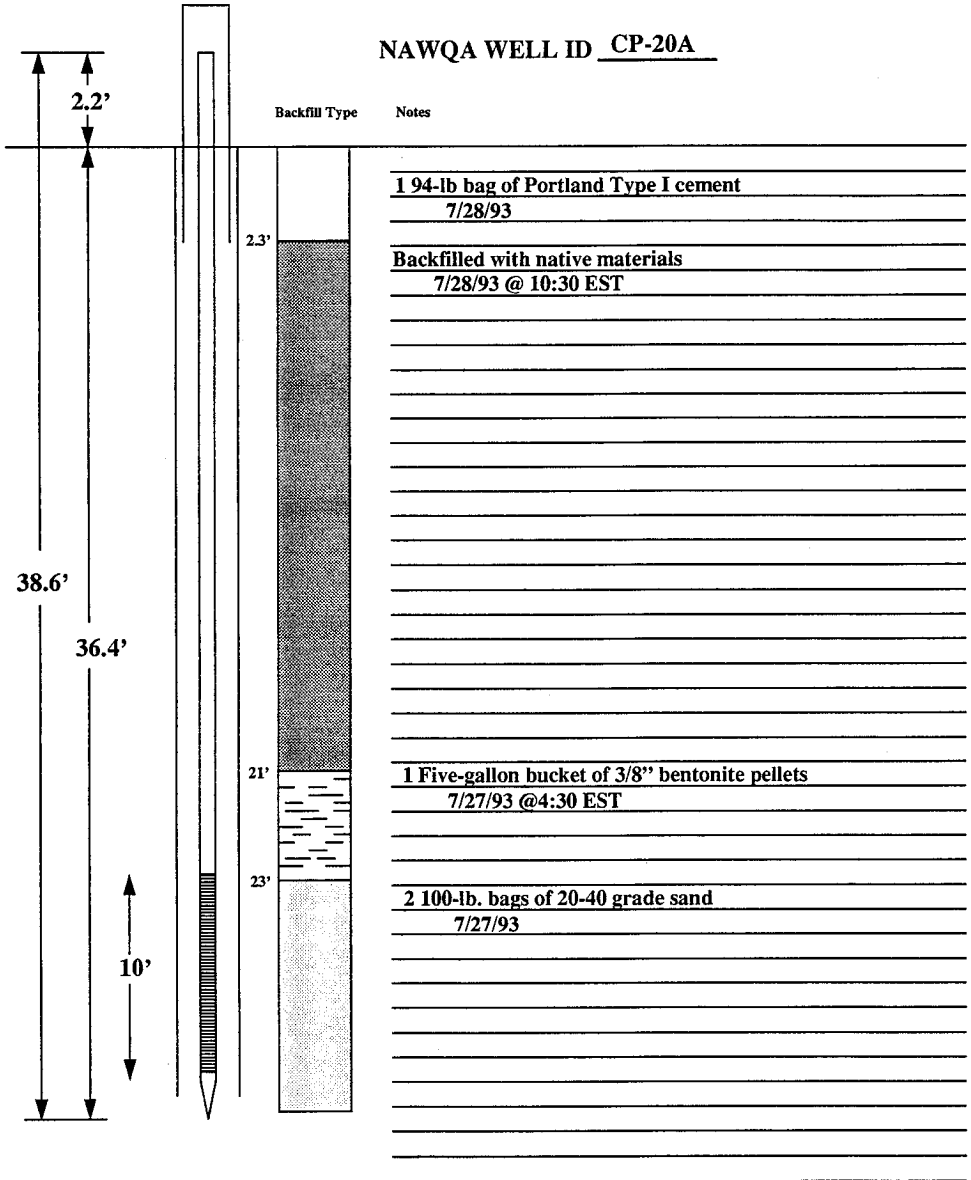 NAWQA WELL ID CP-20A
2.2’
Backfill Type Notes
1 94-lb bag of Portland Type I cement
7/28/93
2.3’
Backfilled with native materials
7/28/93 @ 10:30 EST
38.6’
36.4’
21’
1 Five-gallon bucket of 3/8” bentonite pellets
7/27/93 @4:30 EST
23’
2 100-lb. bags of 20-40 grade sand
7/27/93
10’